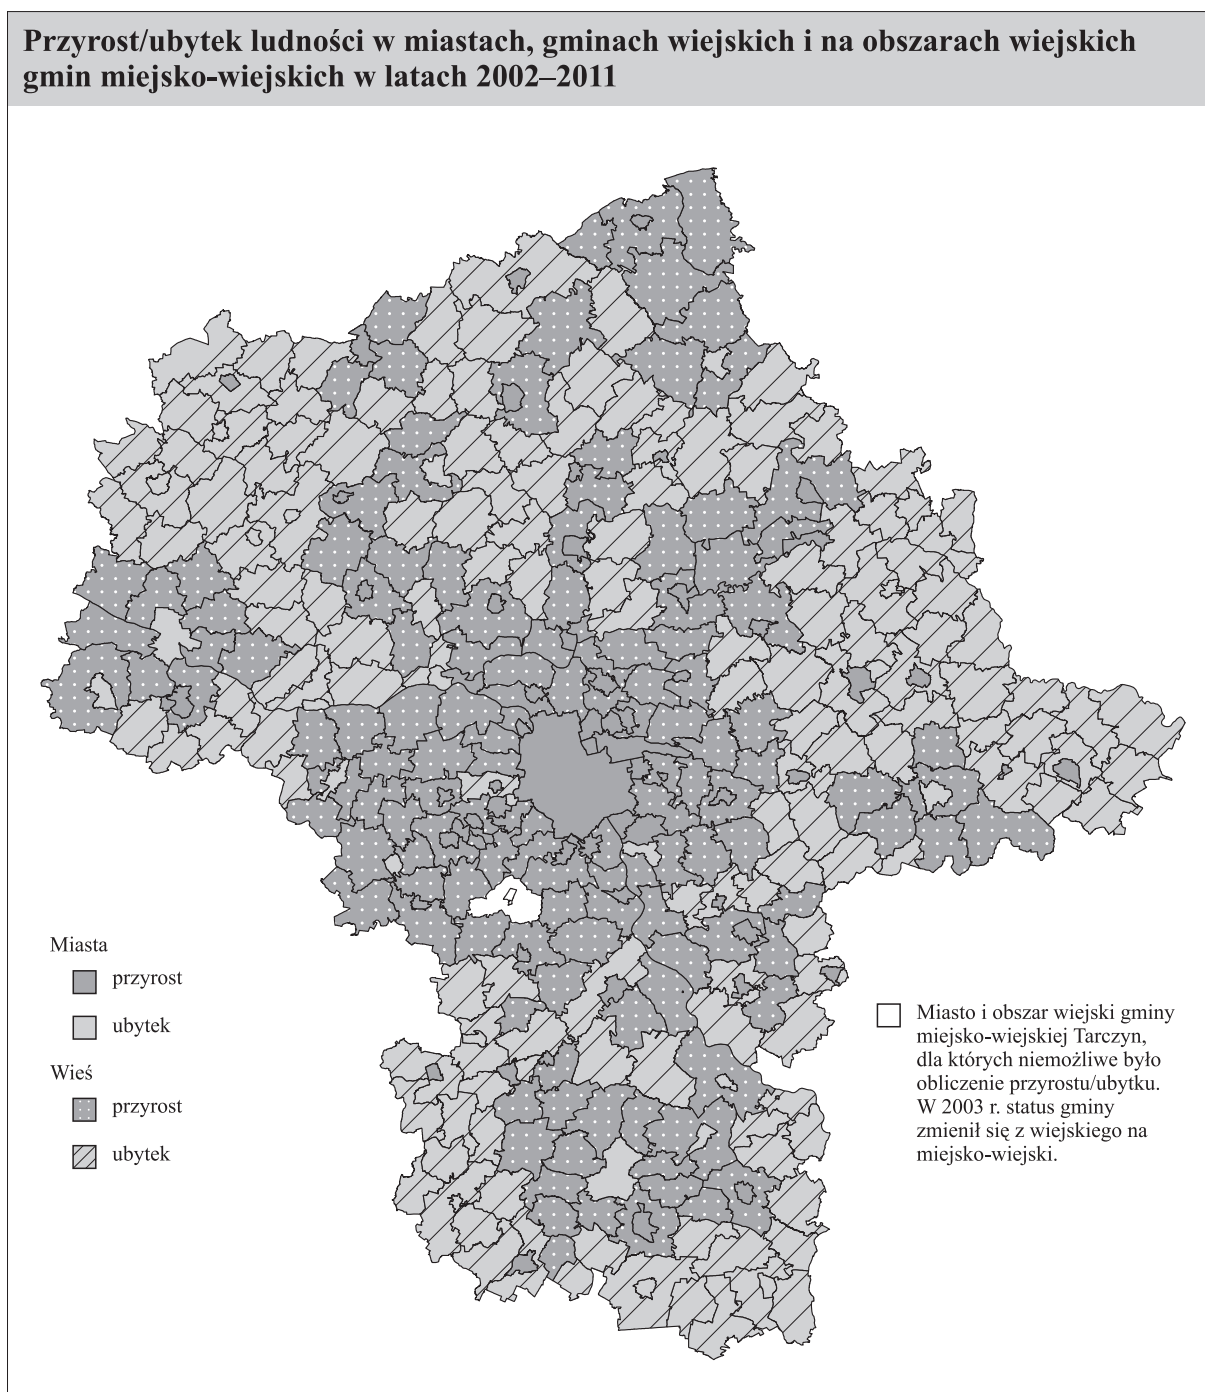 Przyrost/ubytek ludności w miastach, gminach wiejskich i na obszarach wiejskich
gmin miejsko-wiejskich w latach 2002–2011
Miasta
przyrost
ubytek
Wieś
przyrost
ubytek
Miasto i obszar wiejski gminy
miejsko-wiejskiej Tarczyn,
dla których niemożliwe było
obliczenie przyrostu/ubytku.
W 2003 r. status gminy
zmienił się z wiejskiego na
miejsko-wiejski.